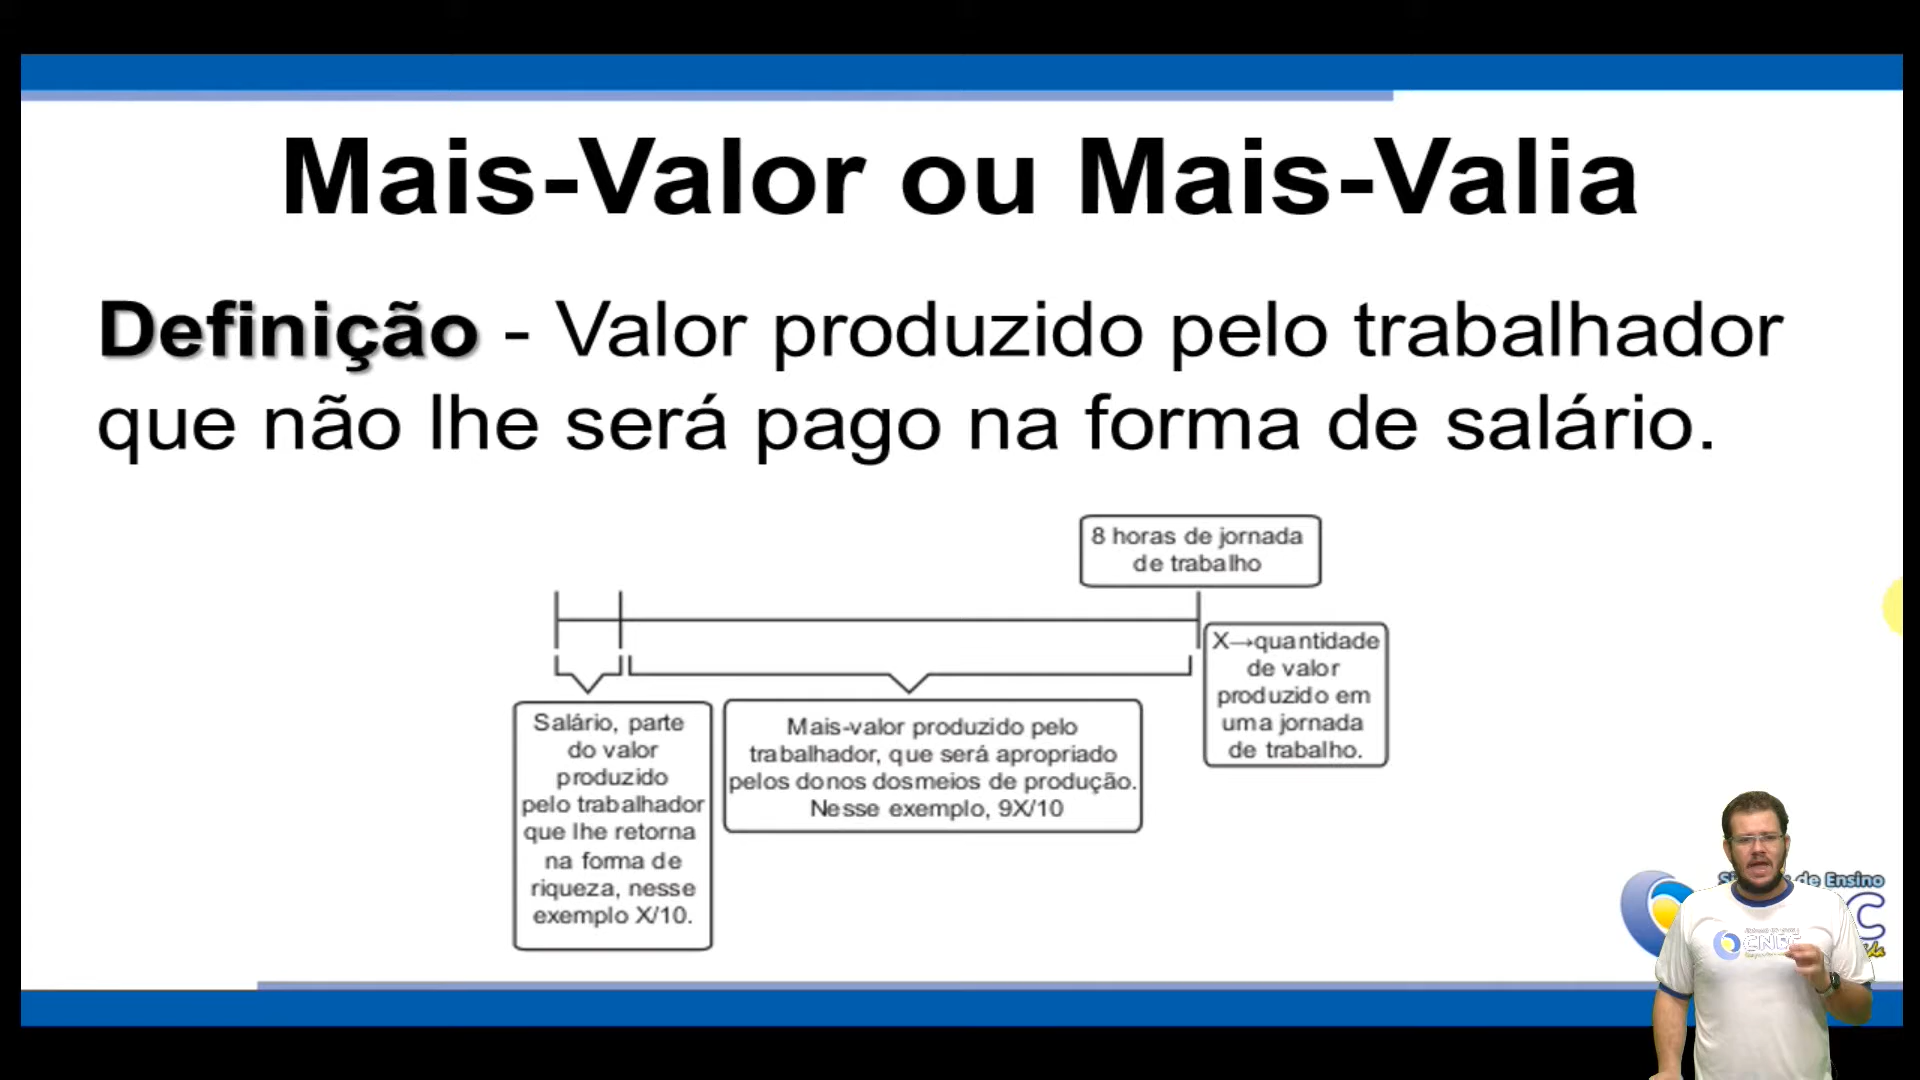 Mais-Valor ou Mais-Valia
Definição - Valor produzido pelo trabalhador
que não lhe será pago na forma de salário.
8 horas de jornada
de trabalho
X→quantidade
de valor
produzido em
uma jornada
de trabalho.
Salário, parte
do valor
produzido
pelo trabalhador
que lhe retorna
na forma de
riqueza, nesse
exemplo X/10.
Mais-valor produzido pelo
trabalhador, que será apropriado
pelos donos dosmeios de produção.
Nesse exemplo, 9X/10
de Ensino
CNEC